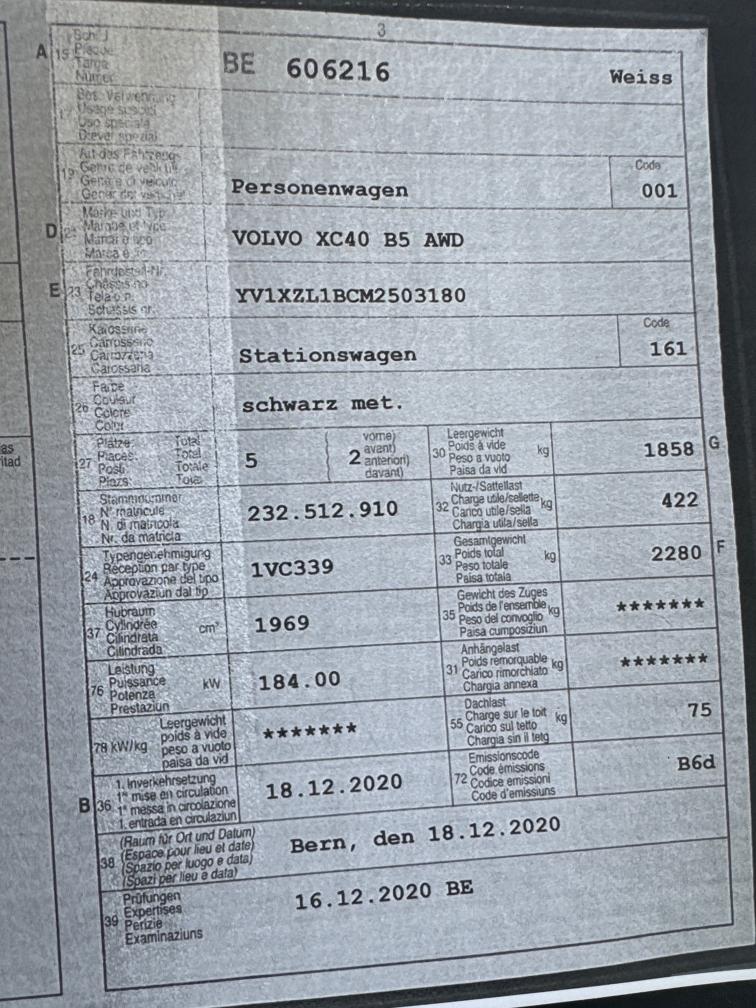 3
A 15 Schild
Plaque
Targa
Numer
BE 606216 Weiss
17 Bes. Verwendung
Usage spécial
Uso speciale
Diever spezial
19 Art des Fahrzeugs
Genre de véhicule
Genere di veicolo
Gener dal vehichel
Personenwagen
Code
001
D 21 Marke und Typ
Marque et type
Marca e tipo
Marca e tip
VOLVO XC40 B5 AWD
E 23 Fahrgestell-Nr.
Châssis no
Telaio n.
Schassis nr.
YV1XZL1BCM2503180
25 Karosserie
Carrosserie
Carrozzeria
Carossaria
Stationswagen
Code
161
26 Farbe
Couleur
Colore
Colur
schwarz met.
27 Plätze: Total
Places: Total
Posti: Totale
Plazs: Total
5
2
vorne)
avant)
anteriori)
davant)
30 Leergewicht
Poids à vide
Peso a vuoto
Paisa da vid
kg
1858 G
18 Stammnummer
N° matricule
N. di matricola
Nr. da matricla
232.512.910
32 Nutz-/Sattellast
Charge utile/sellette
Carico utile/sella
Chargia utila/sella
kg
422
24 Typengenehmigung
Réception par type
Approvazione del tipo
Approvaziun dal tip
1VC339
33 Gesamtgewicht
Poids total
Peso totale
Paisa totala
kg
2280 F
37 Hubraum
Cylindrée
Cilindrata
Cilindrada
cm³
1969
35 Gewicht des Zuges
Poids de l'ensemble
Peso del convoglio
Paisa cumposiziun
kg
*******
76 Leistung
Puissance
Potenza
Prestaziun
kW
184.00
31 Anhängelast
Poids remorquable
Carico rimorchiato
Chargia annexa
kg
*******
78 kW/kg
Leergewicht
poids à vide
peso a vuoto
paisa da vid
*******
55 Dachlast
Charge sur le toit
Carico sul tetto
Chargia sin il tetg
kg
75
B 36 1. Inverkehrsetzung
1re mise en circulation
1a messa in circolazione
1. entrada en circulaziun
18.12.2020
72 Emissionscode
Code émissions
Codice emissioni
Code d'emissiuns
B6d
38 (Raum für Ort und Datum)
(Espace pour lieu et date)
(Spazio per luogo e data)
(Spazi per lieu e data)
Bern, den 18.12.2020
39 Prüfungen
Expertises
Perizie
Examinaziuns
16.12.2020 BE